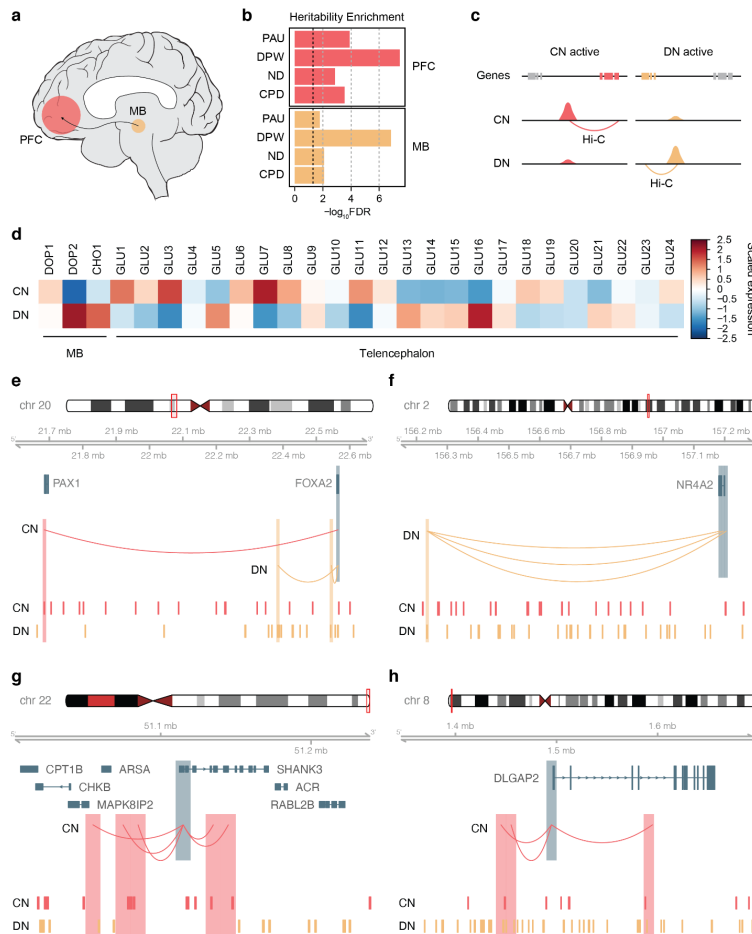 a
PFC
MB
b
Heritability Enrichment
PAU
DPW
ND
CPD
PFC
PAU
DPW
ND
CPD
MB
0 2 4 6
−log10FDR
c
CN active DN active
Genes
CN
Hi-C
DN
Hi-C
d
DOP1 DOP2 CHO1 GLU1 GLU2 GLU3 GLU4 GLU5 GLU6 GLU7 GLU8 GLU9 GLU10 GLU11 GLU12 GLU13 GLU14 GLU15 GLU16 GLU17 GLU18 GLU19 GLU20 GLU21 GLU22 GLU23 GLU24
CN
DN
MB Telencephalon
2.5
1.5
0.5
−0.5
−1.5
−2.5
e
chr 20
5' 3'
21.7 mb 21.9 mb 22.1 mb 22.3 mb 22.5 mb
21.8 mb 22 mb 22.2 mb 22.4 mb 22.6 mb
PAX1 FOXA2
CN
DN
CN
DN
f
chr 2
5'
156.2 mb 156.4 mb 156.6 mb 156.8 mb 157 mb 157.2 mb
156.3 mb 156.5 mb 156.7 mb 156.9 mb 157.1 mb
NR4A2
DN
CN
DN
g
chr 22
51.1 mb
5' 3'
51.2 mb
CPT1B ARSA SHANK3
CHKB ACR
MAPK8IP2 RABL2B
CN
CN
DN
h
chr 8
1.4 mb 1.6 mb
5'
1.5 mb
DLGAP2
CN
CN
DN